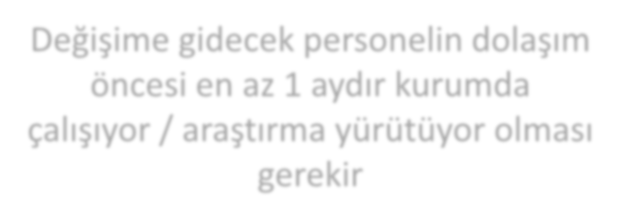 Değişime gidecek personelin dolaşım
öncesi en az 1 aydır kurumda
çalışıyor / araştırma yürütüyor olması
gerekir